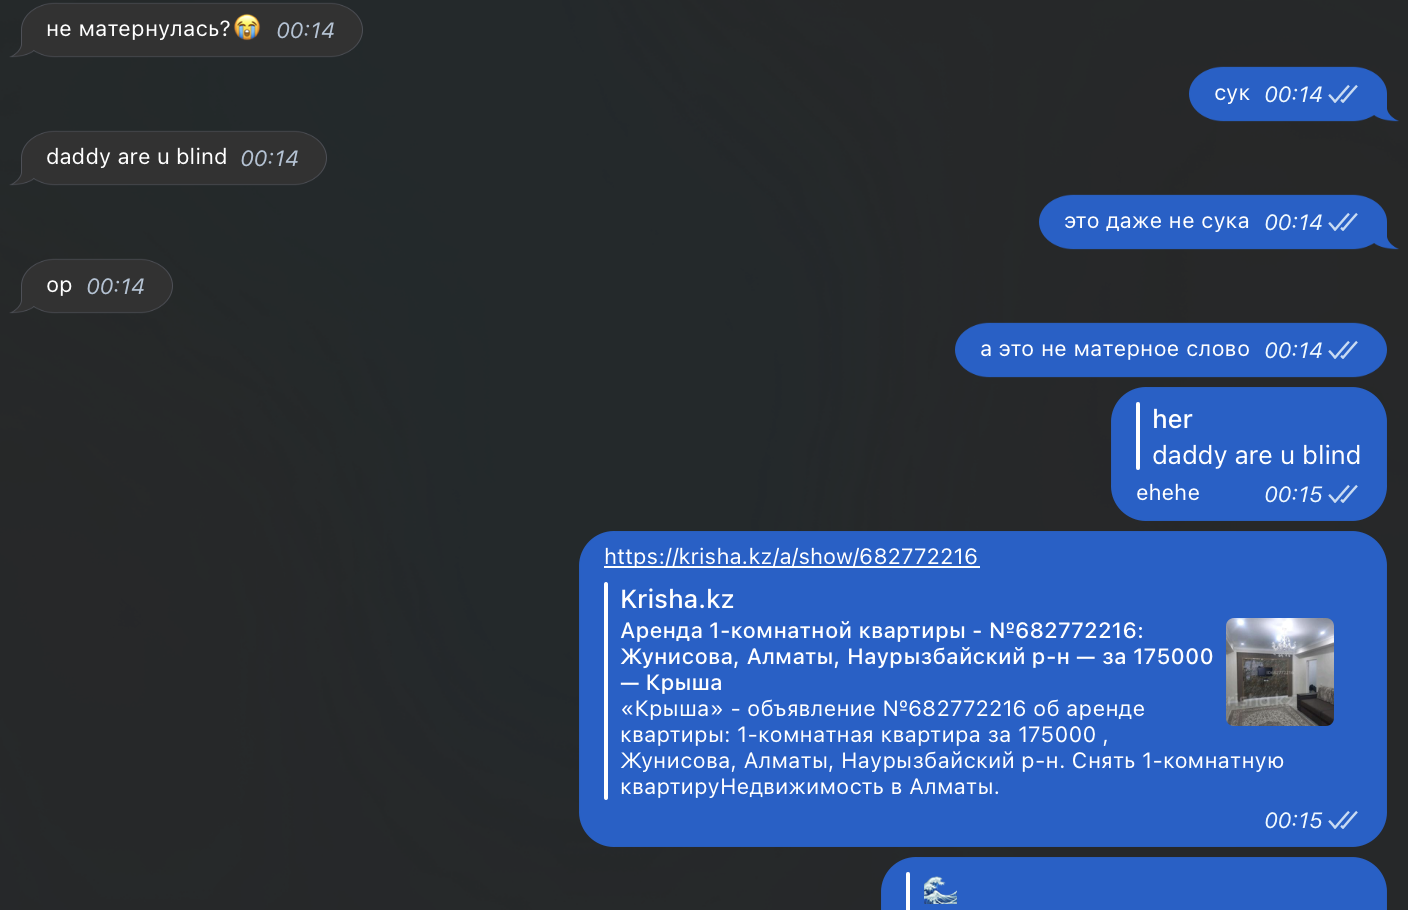 не матернулась?😭 00:14
сук 00:14
daddy are u blind 00:14
это даже не сука 00:14
ор 00:14
а это не матерное слово 00:14
her
daddy are u blind
ehehe 00:15
https://krisha.kz/a/show/682772216
Krisha.kz
Аренда 1-комнатной квартиры - №682772216:
Жунисова, Алматы, Наурызбайский р-н — за 175000
— Крыша
«Крыша» - объявление №682772216 об аренде
квартиры: 1-комнатная квартира за 175000 ,
Жунисова, Алматы, Наурызбайский р-н. Снять 1-комнатную
квартируНедвижимость в Алматы.
00:15
🌊